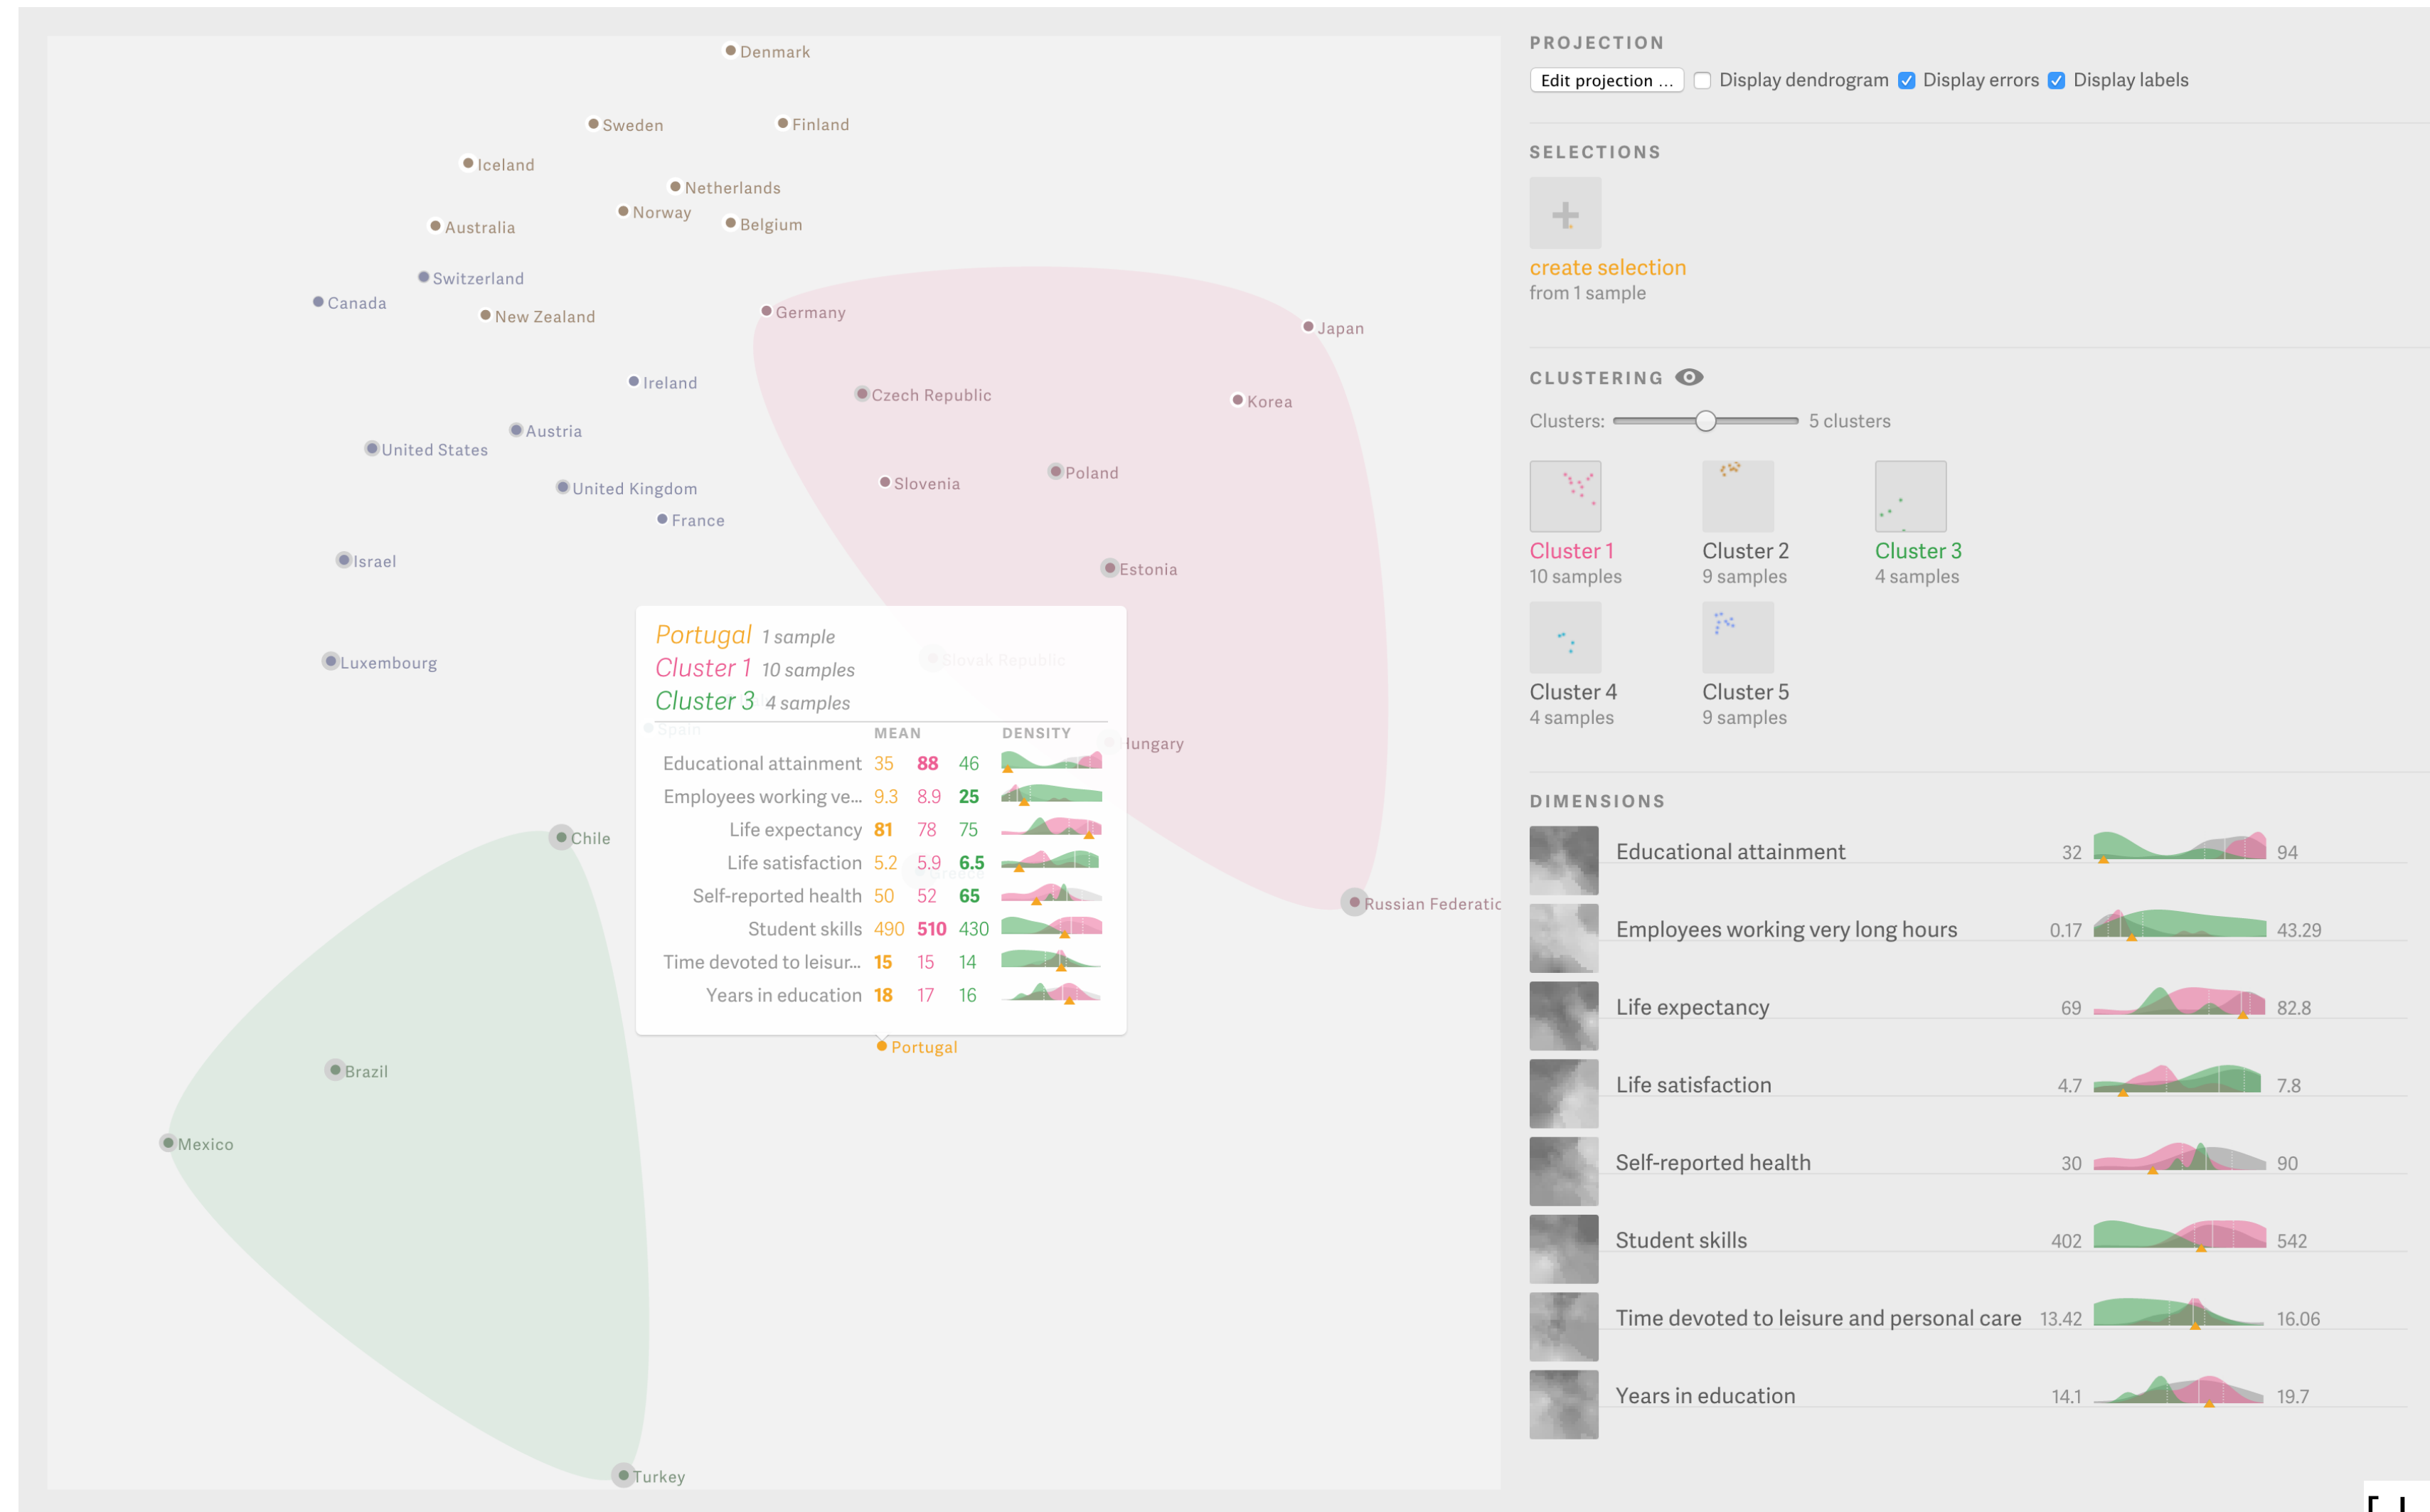 Denmark
Sweden
Finland
Iceland
Netherlands
Norway
Belgium
Australia
Switzerland
Canada
New Zealand
Germany
Japan
Ireland
Czech Republic
Korea
Austria
United States
Poland
Slovenia
United Kingdom
France
Israel
Estonia
Luxembourg
Slovak Republic
Portugal 1 sample
Cluster 1 10 samples
Cluster 3 4 samples
Spain
MEAN DENSITY
Hungary
Educational attainment 35 88 46
Employees working ve... 9.3 8.9 25
Life expectancy 81 78 75
Life satisfaction 5.2 5.9 6.5
Greece
Self-reported health 50 52 65
Student skills 490 510 430
Time devoted to leisur... 15 15 14
Years in education 18 17 16
Chile
Russian Federatic
Portugal
Brazil
Mexico
Turkey
PROJECTION
Edit projection ... Display dendrogram Display errors Display labels
SELECTIONS
create selection
from 1 sample
CLUSTERING
Clusters: 5 clusters
Cluster 1 Cluster 2 Cluster 3
10 samples 9 samples 4 samples
Cluster 4 Cluster 5
4 samples 9 samples
DIMENSIONS
Educational attainment 32 94
Employees working very long hours 0.17 43.29
Life expectancy 69 82.8
Life satisfaction 4.7 7.8
Self-reported health 30 90
Student skills 402 542
Time devoted to leisure and personal care 13.42 16.06
Years in education 14.1 19.7